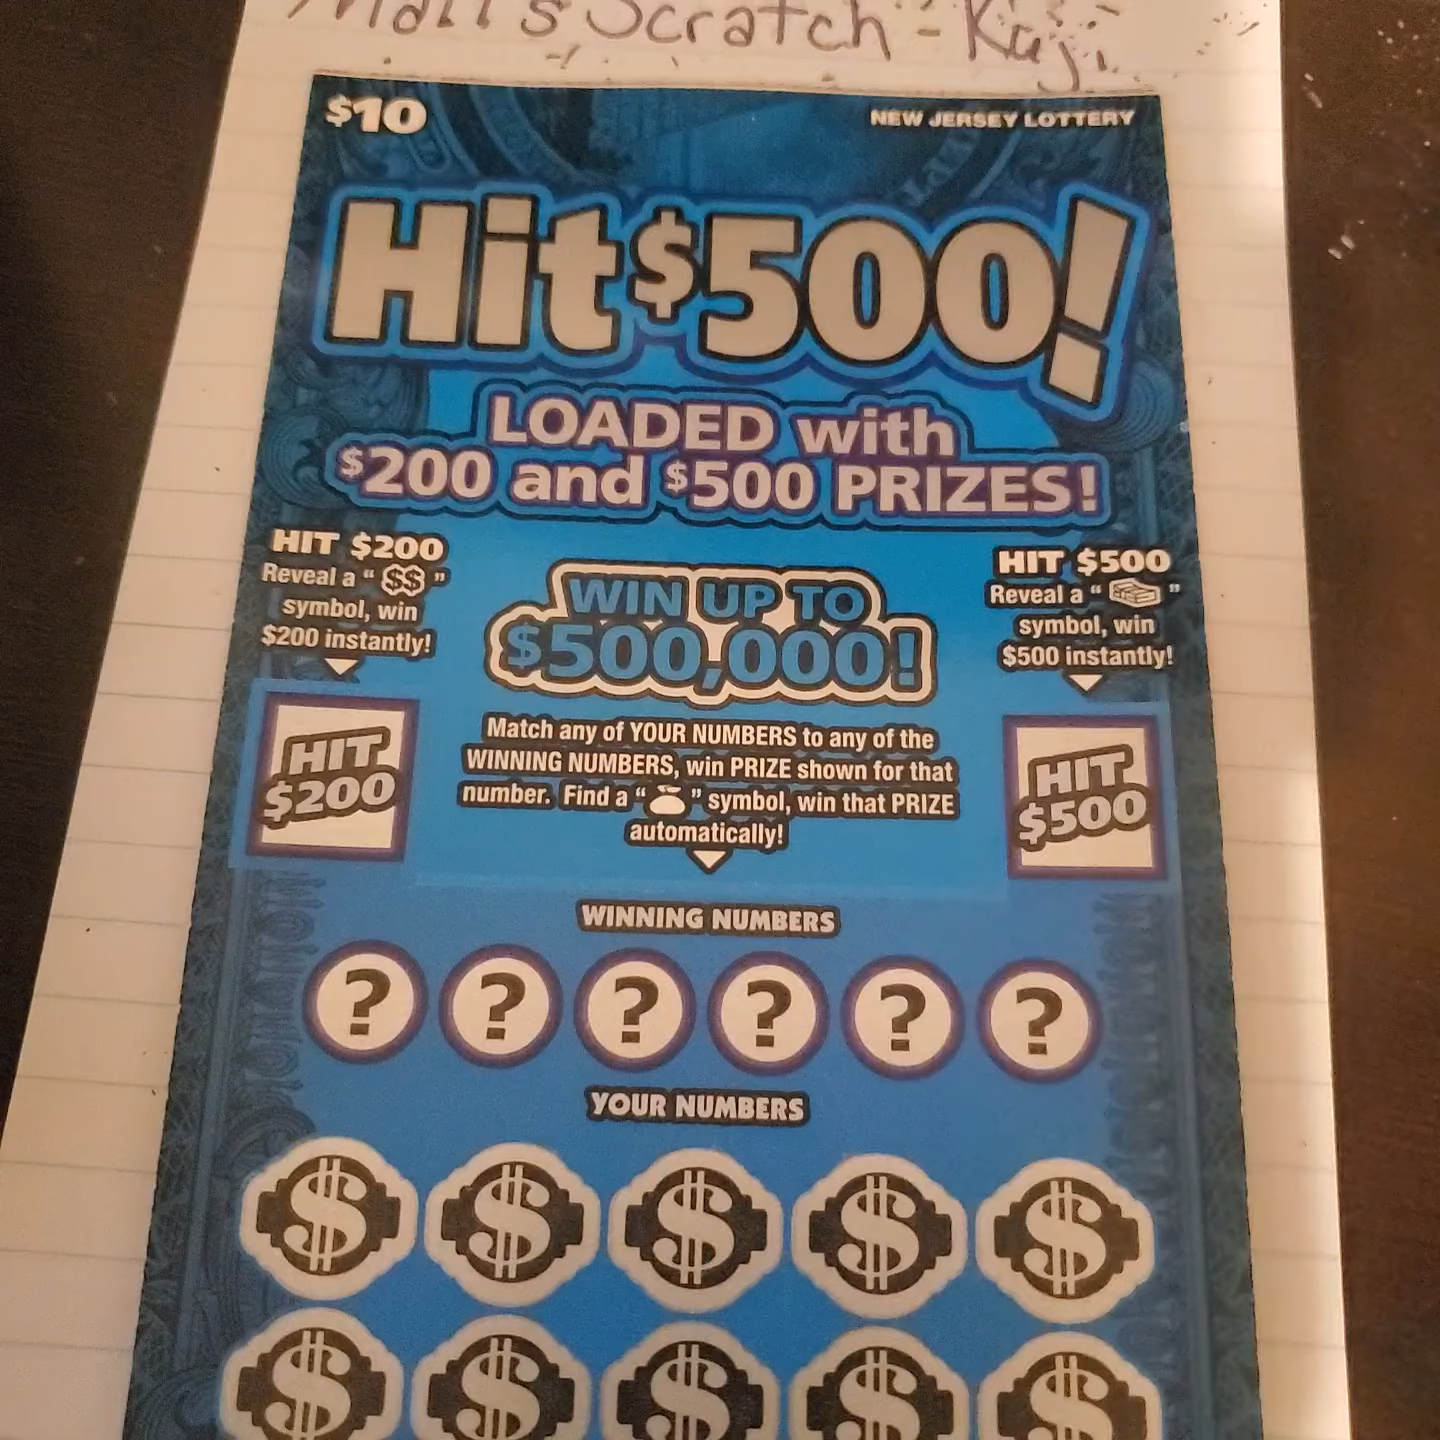 Matt's Scratch - Kuji
$10
NEW JERSEY LOTTERY
Hit $500!
LOADED with
$200 and $500 PRIZES!
HIT $200
Reveal a " $$ "
symbol, win
$200 instantly!
WIN UP TO
$500,000!
HIT $500
Reveal a " "
symbol, win
$500 instantly!
HIT
$200
Match any of YOUR NUMBERS to any of the
WINNING NUMBERS, win PRIZE shown for that
number. Find a " " symbol, win that PRIZE
automatically!
HIT
$500
WINNING NUMBERS
? ? ? ? ? ?
YOUR NUMBERS
$ $ $ $ $
$ $ $ $ $